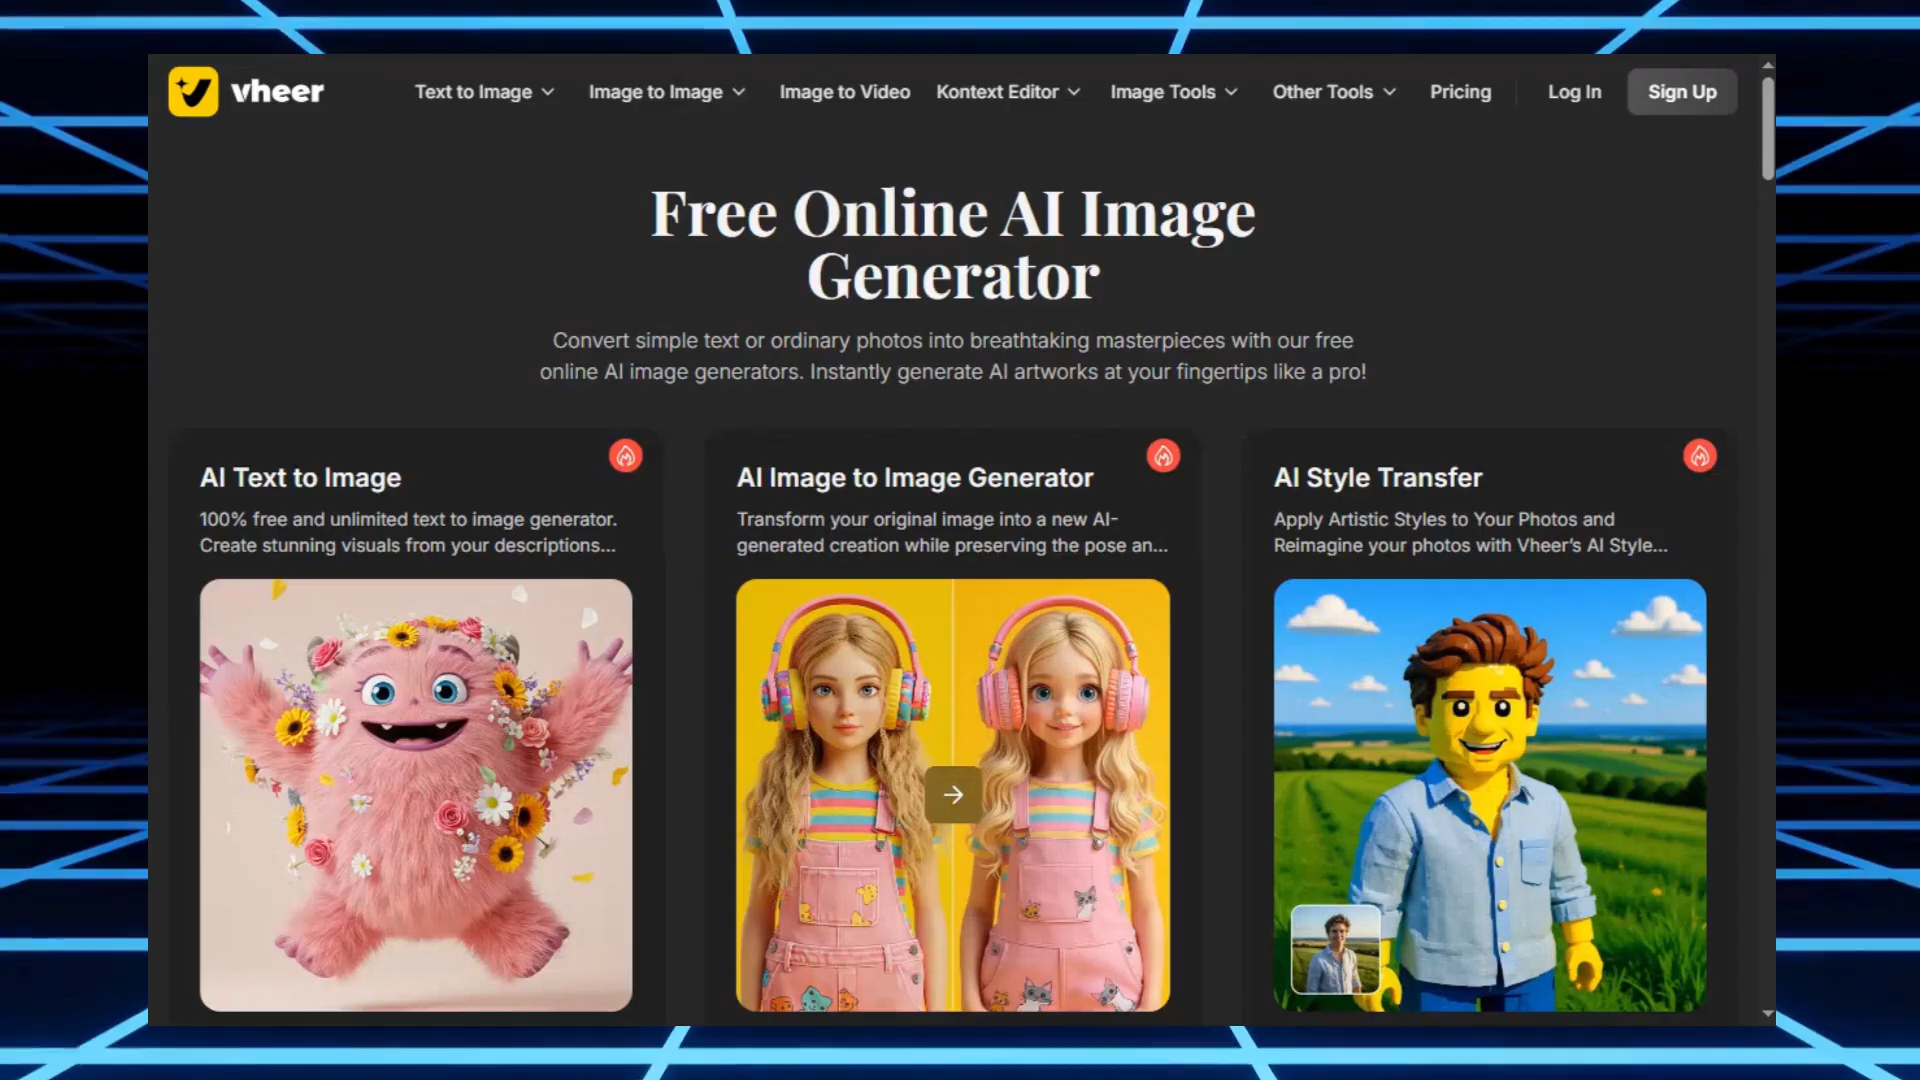 vheer
Text to Image
Image to Image
Image to Video
Kontext Editor
Image Tools
Other Tools
Pricing
Log In
Sign Up
Free Online AI Image
Generator
Convert simple text or ordinary photos into breathtaking masterpieces with our free
online AI image generators. Instantly generate AI artworks at your fingertips like a pro!
AI Text to Image
100% free and unlimited text to image generator.
Create stunning visuals from your descriptions...
AI Image to Image Generator
Transform your original image into a new AI-
generated creation while preserving the pose an...
AI Style Transfer
Apply Artistic Styles to Your Photos and
Reimagine your photos with Vheer’s AI Style...